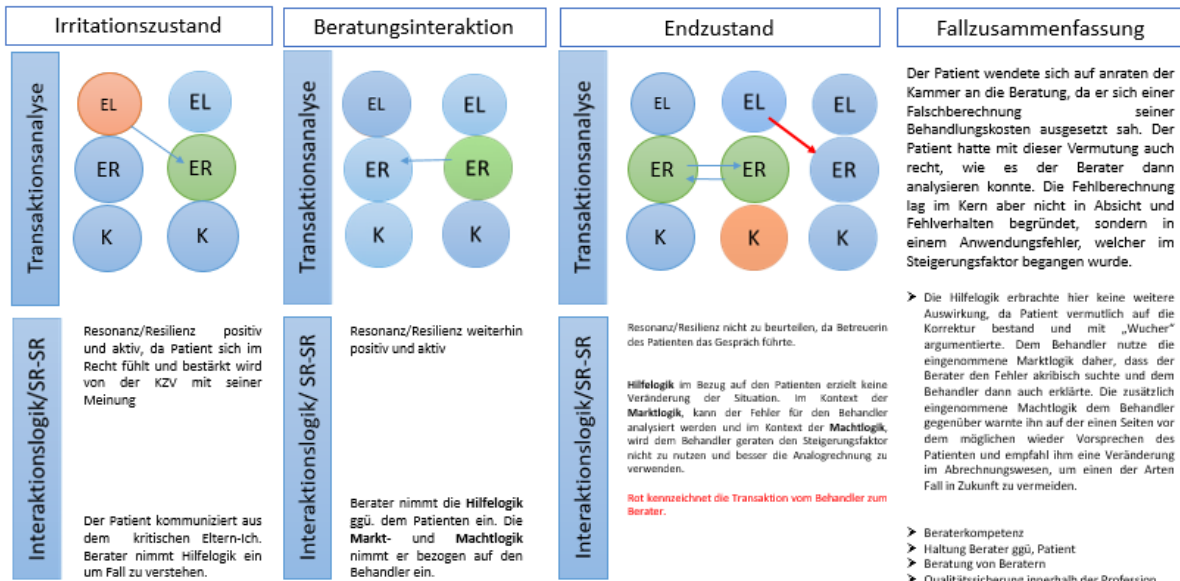 Irritationszustand
Transaktionsanalyse
EL
EL
ER
ER
K
K
Interaktionslogik/SR-SR
Resonanz/Resilienz positiv
und aktiv, da Patient sich im
Recht fühlt und bestärkt wird
von der KZV mit seiner
Meinung
Der Patient kommuniziert aus
dem kritischen Eltern-Ich.
Berater nimmt Hilfelogik ein
um Fall zu verstehen.
Beratungsinteraktion
Transaktionsanalyse
EL
EL
ER
ER
K
K
Interaktionslogik/ SR-SR
Resonanz/Resilienz weiterhin
positiv und aktiv
Berater nimmt die Hilfelogik
ggü. dem Patienten ein. Die
Markt- und Machtlogik
nimmt er bezogen auf den
Behandler ein.
Endzustand
Transaktionsanalyse
EL
EL
EL
ER
ER
ER
K
K
K
Interaktionslogik/SR-SR
Resonanz/Resilienz nicht zu beurteilen, da Betreuerin
des Patienten das Gespräch führte.
Hilfelogik im Bezug auf den Patienten erzielt keine
Veränderung der Situation. Im Kontext der
Marktlogik, kann der Fehler für den Behandler
analysiert werden und im Kontext der Machtlogik,
wird dem Behandler geraten den Steigerungsfaktor
nicht zu nutzen und besser die Analogrechnung zu
verwenden.
Rot kennzeichnet die Transaktion vom Behandler zum
Berater.
Fallzusammenfassung
Der Patient wendete sich auf anraten der
Kammer an die Beratung, da er sich einer
Falschberechnung seiner
Behandlungskosten ausgesetzt sah. Der
Patient hatte mit dieser Vermutung auch
recht, wie es der Berater dann
analysieren konnte. Die Fehlberechnung
lag im Kern aber nicht in Absicht und
Fehlverhalten begründet, sondern in
einem Anwendungsfehler, welcher im
Steigerungsfaktor begangen wurde.
➤ Die Hilfelogik erbrachte hier keine weitere
Auswirkung, da Patient vermutlich auf die
Korrektur bestand und mit „Wucher"
argumentierte. Dem Behandler nutze die
eingenommene Marktlogik daher, dass der
Berater den Fehler akribisch suchte und dem
Behandler dann auch erklärte. Die zusätzlich
eingenommene Machtlogik dem Behandler
gegenüber warnte ihn auf der einen Seiten vor
dem möglichen wieder Vorsprechen des
Patienten und empfahl ihm eine Veränderung
im Abrechnungswesen, um einen der Arten
Fall in Zukunft zu vermeiden.
➤ Beraterkompetenz
➤ Haltung Berater ggü, Patient
➤ Beratung von Beratern
➤ Qualitätssicherung innerhalb der Profession